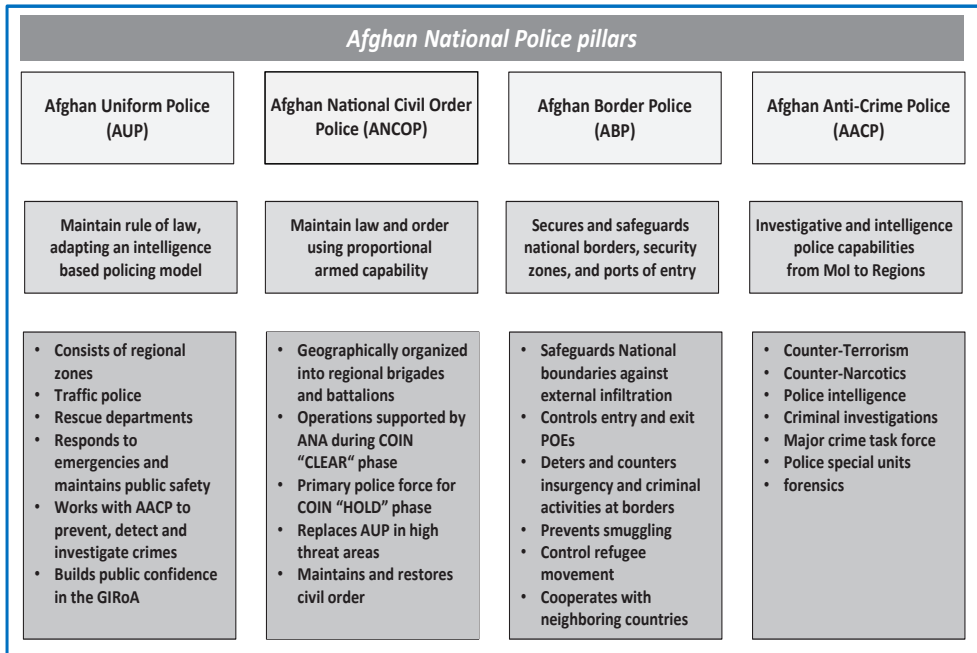 Afghan National Police pillars
Afghan Uniform Police
(AUP)
Maintain rule of law,
adapting an intelligence
based policing model
• Consists of regional
zones
• Traffic police
• Rescue departments
• Responds to
emergencies and
maintains public safety
• Works with AACP to
prevent, detect and
investigate crimes
• Builds public confidence
in the GIRoA
Afghan National Civil Order
Police (ANCOP)
Maintain law and order
using proportional
armed capability
• Geographically organized
into regional brigades
and battalions
• Operations supported by
ANA during COIN
“CLEAR“ phase
• Primary police force for
COIN “HOLD” phase
• Replaces AUP in high
threat areas
• Maintains and restores
civil order
Afghan Border Police
(ABP)
Secures and safeguards
national borders, security
zones, and ports of entry
• Safeguards National
boundaries against
external infiltration
• Controls entry and exit
POEs
• Deters and counters
insurgency and criminal
activities at borders
• Prevents smuggling
• Control refugee
movement
• Cooperates with
neighboring countries
Afghan Anti-Crime Police
(AACP)
Investigative and intelligence
police capabilities
from MoI to Regions
• Counter-Terrorism
• Counter-Narcotics
• Police intelligence
• Criminal investigations
• Major crime task force
• Police special units
• forensics